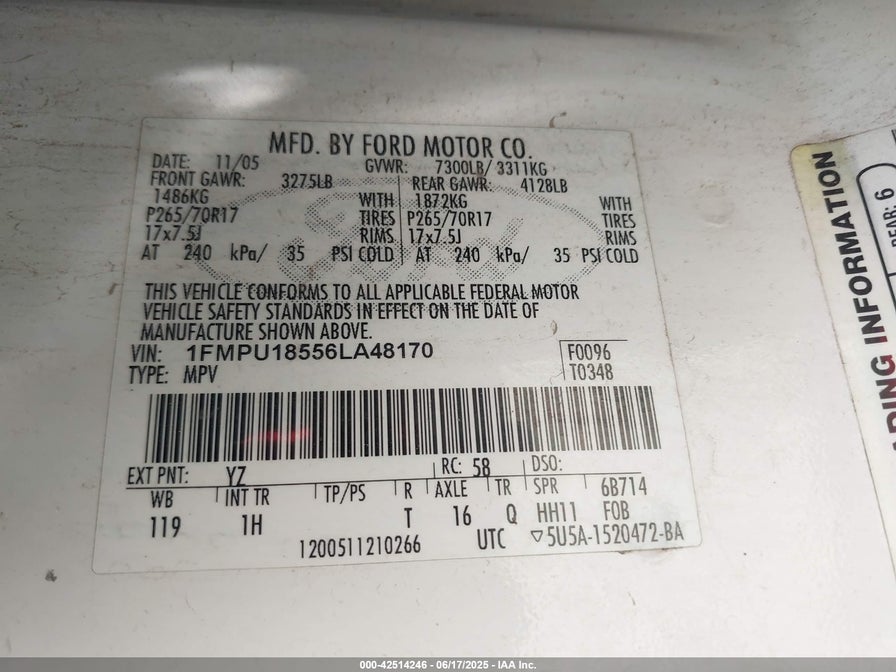 MFD. BY FORD MOTOR CO.
DATE: 11/05 GVWR: 7300LB/ 3311KG
FRONT GAWR: 3275LB REAR GAWR: 4128LB
1486KG WITH 1872KG WITH
P265/70R17 TIRES P265/70R17 TIRES
17x7.5J RIMS 17x7.5J RIMS
AT 240 kPa/ 35 PSI COLD AT 240 kPa/ 35 PSI COLD
THIS VEHICLE CONFORMS TO ALL APPLICABLE FEDERAL MOTOR
VEHICLE SAFETY STANDARDS IN EFFECT ON THE DATE OF
MANUFACTURE SHOWN ABOVE.
VIN: 1FMPU18556LA48170 F0096
TYPE: MPV T0348
EXT PNT: YZ RC: 58 DSO:
WB INT TR TP/PS R AXLE TR SPR 6B714
119 1H T 16 Q HH11 FOB
1200511210266 UTC ▽5U5A-1520472-BA
ADING INFORMATION
REAR: 6
000-42514246 - 06/17/2025 - IAA Inc.